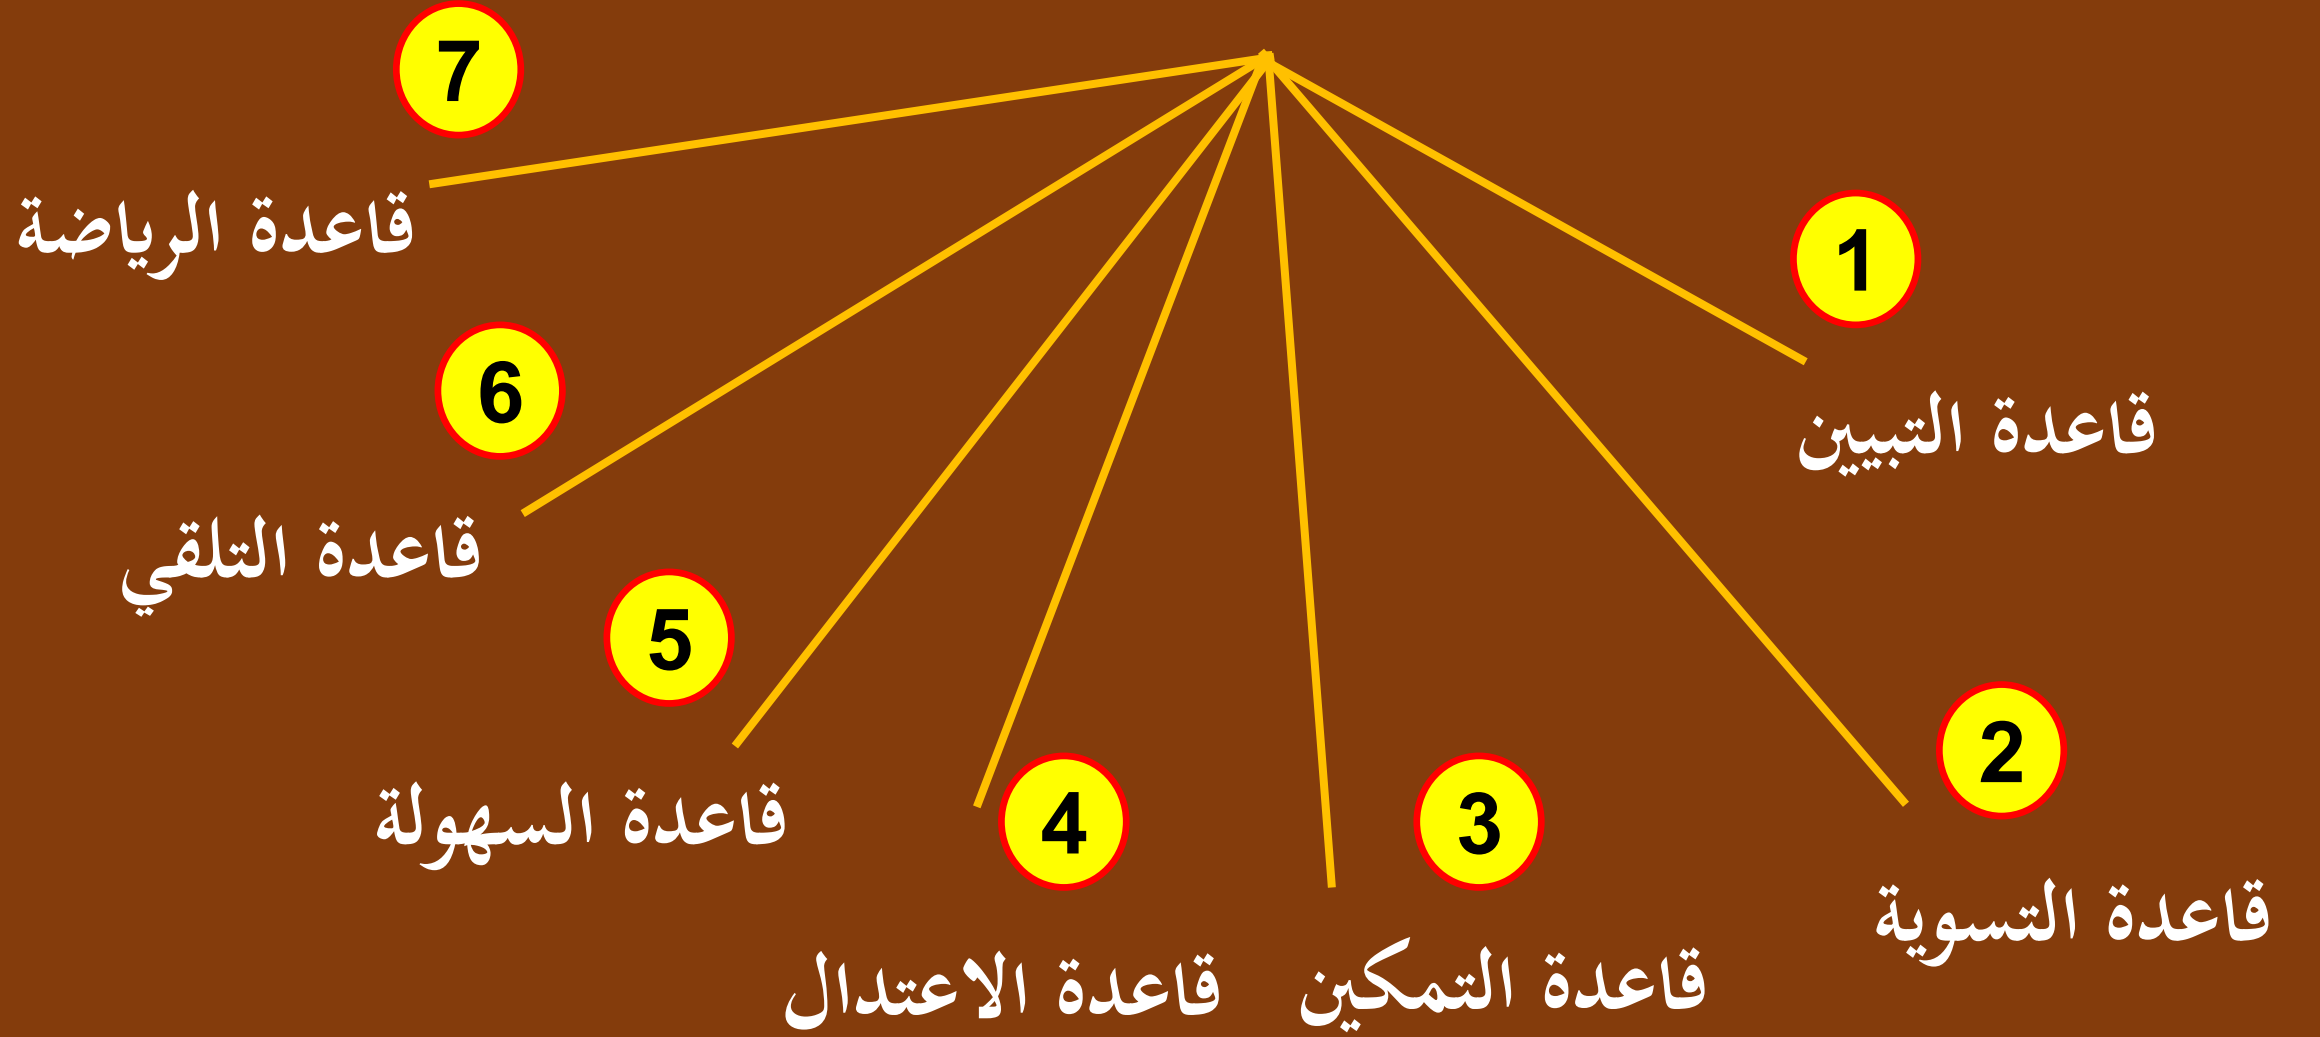 1
قاعدة التبيين
2
قاعدة التسوية
3
قاعدة التمكين
4
قاعدة الاعتدال
5
قاعدة السهولة
6
قاعدة التلقي
7
قاعدة الرياضة